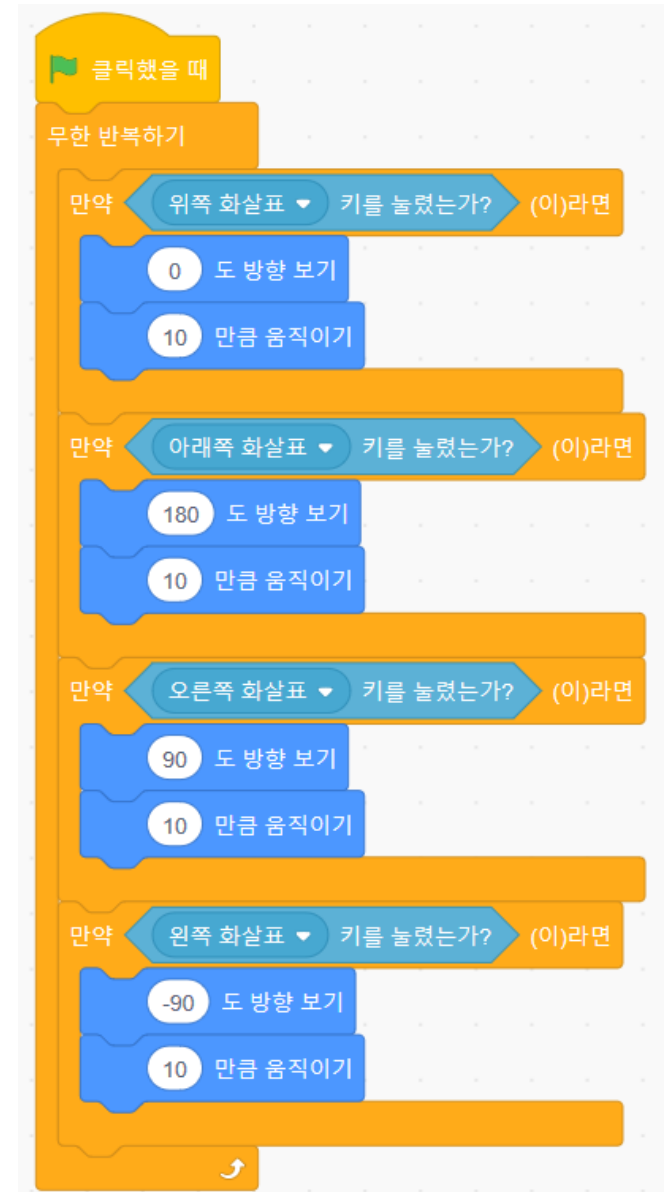 클릭했을 때
무한 반복하기
만약 위쪽 화살표 키를 눌렀는가? (이)라면
0 도 방향 보기
10 만큼 움직이기
만약 아래쪽 화살표 키를 눌렀는가? (이)라면
180 도 방향 보기
10 만큼 움직이기
만약 오른쪽 화살표 키를 눌렀는가? (이)라면
90 도 방향 보기
10 만큼 움직이기
만약 왼쪽 화살표 키를 눌렀는가? (이)라면
-90 도 방향 보기
10 만큼 움직이기